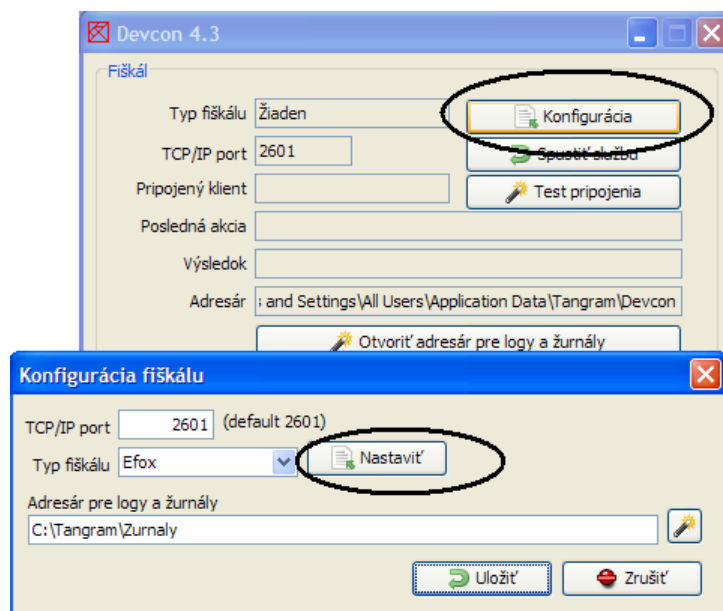 Devcon 4.3
Fiškál
Typ fiškálu Žiaden Konfigurácia
TCP/IP port 2601 Spustiť službu
Pripojený klient Test pripojenia
Posledná akcia
Výsledok
Adresár ; and Settings\All Users\Application Data\Tangram\Devcon
Otvoriť adresár pre logy a žurnály
Konfigurácia fiškálu
TCP/IP port 2601 (default 2601)
Typ fiškálu Efox Nastaviť
Adresár pre logy a žurnály
C:\Tangram\Zurnaly
Uložiť Zrušiť